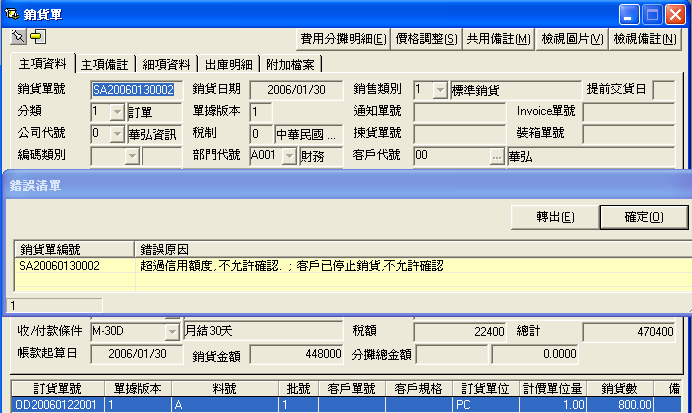 銷貨單
費用分攤明細(E) 價格調整(S) 共用備註(M) 檢視圖片(V) 檢視備註(N)
主項資料 主項備註 細項資料 出庫明細 附加檔案
銷貨單號 SA20060130002 銷貨日期 2006/01/30 銷售類別 1 標準銷貨 提前交貨日
分類 1 訂單 單據版本 1 通知單號 Invoice單號
公司代號 0 華弘資訊 稅制 0 中華民國 ... 揀貨單號 裝箱單號
編碼類別 部門代號 A001 財務 客戶代號 00 ... 華弘
錯誤清單
轉出(E) 確定(O)
銷貨單編號 錯誤原因
SA20060130002 超過信用額度,不允許確認. ; 客戶已停止銷貨,不允許確認
1
收/付款條件 M-30D 月結30天 稅額 22400 總計 470400
帳款起算日 2006/01/30 銷貨金額 448000 分攤總金額 0.0000
訂貨單號 單據版本 料號 批號 客戶單號 客戶規格 訂貨單位 計價單位量 銷貨數 備
OD20060122001 1 A 1 PC 1.00 800.00